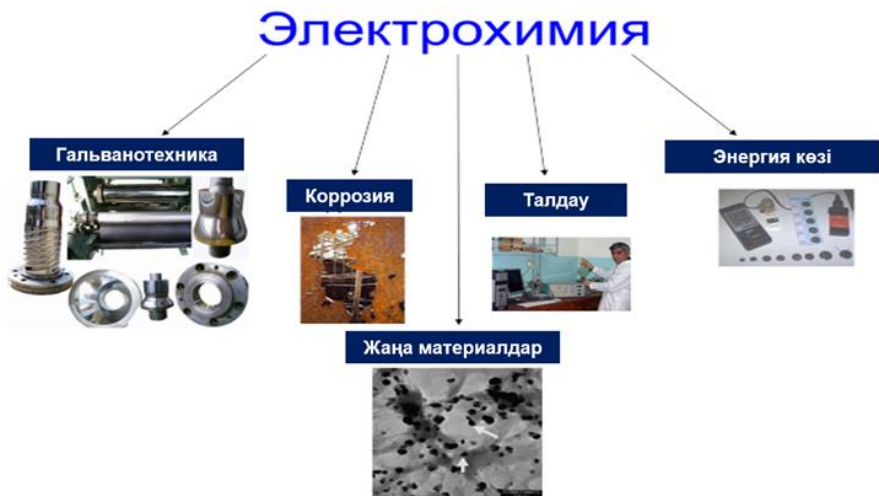 Электрохимия
Гальванотехника
Коррозия
Талдау
Энергия көзі
Жаңа материалдар